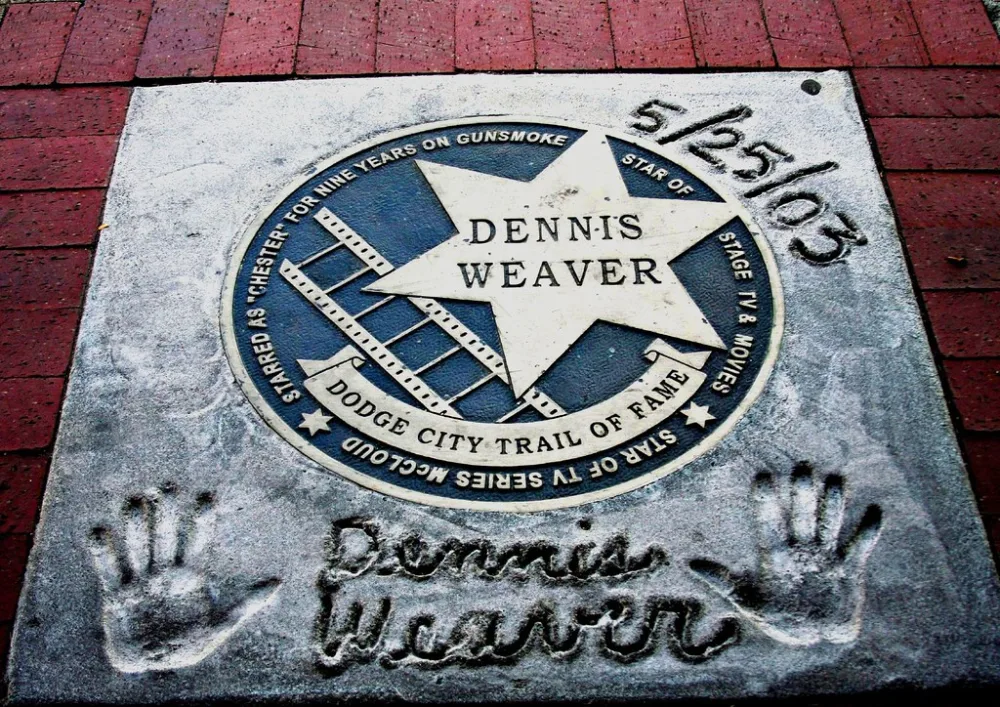 5/25/03
STARRED AS "CHESTER" FOR NINE YEARS ON GUNSMOKE
STAR OF STAGE TV & MOVIES
DENNIS
WEAVER
DODGE CITY TRAIL OF FAME
STAR OF TV SERIES McCLOUD
Dennis
Weaver